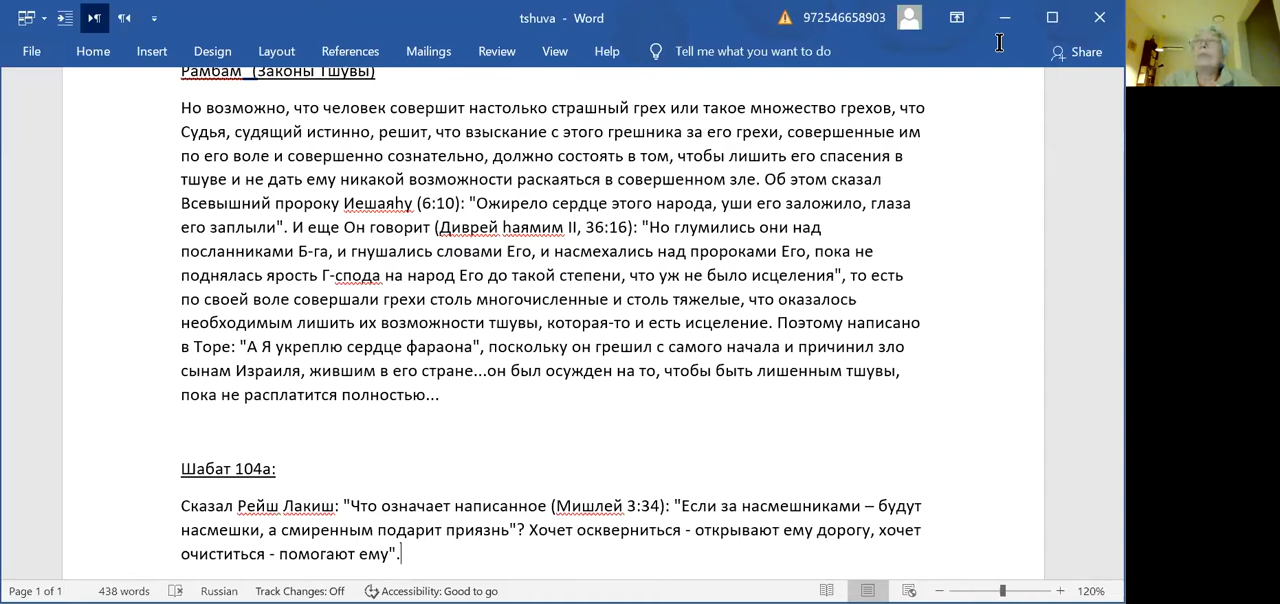 tshuva - Word
972546658903
File Home Insert Design Layout References Mailings Review View Help Tell me what you want to do Share
Рамбам (Законы Тшувы)
Но возможно, что человек совершит настолько страшный грех или такое множество грехов, что
Судья, судящий истинно, решит, что взыскание с этого грешника за его грехи, совершенные им
по его воле и совершенно сознательно, должно состоять в том, чтобы лишить его спасения в
тшуве и не дать ему никакой возможности раскаяться в совершенном зле. Об этом сказал
Всевышний пророку Иешаяhу (6:10): "Ожирело сердце этого народа, уши его заложило, глаза
его заплыли". И еще Он говорит (Диврей hаямим II, 36:16): "Но глумились они над
посланниками Б-га, и гнушались словами Его, и насмехались над пророками Его, пока не
поднялась ярость Г-спода на народ Его до такой степени, что уж не было исцеления", то есть
по своей воле совершали грехи столь многочисленные и столь тяжелые, что оказалось
необходимым лишить их возможности тшувы, которая-то и есть исцеление. Поэтому написано
в Торе: "А Я укреплю сердце фараона", поскольку он грешил с самого начала и причинил зло
сынам Израиля, жившим в его стране...он был осужден на то, чтобы быть лишенным тшувы,
пока не расплатится полностью...
Шабат 104а:
Сказал Рейш Лакиш: "Что означает написанное (Мишлей 3:34): "Если за насмешниками – будут
насмешки, а смиренным подарит приязнь"? Хочет оскверниться - открывают ему дорогу, хочет
очиститься - помогают ему".
Page 1 of 1 438 words Russian Track Changes: Off Accessibility: Good to go 120%